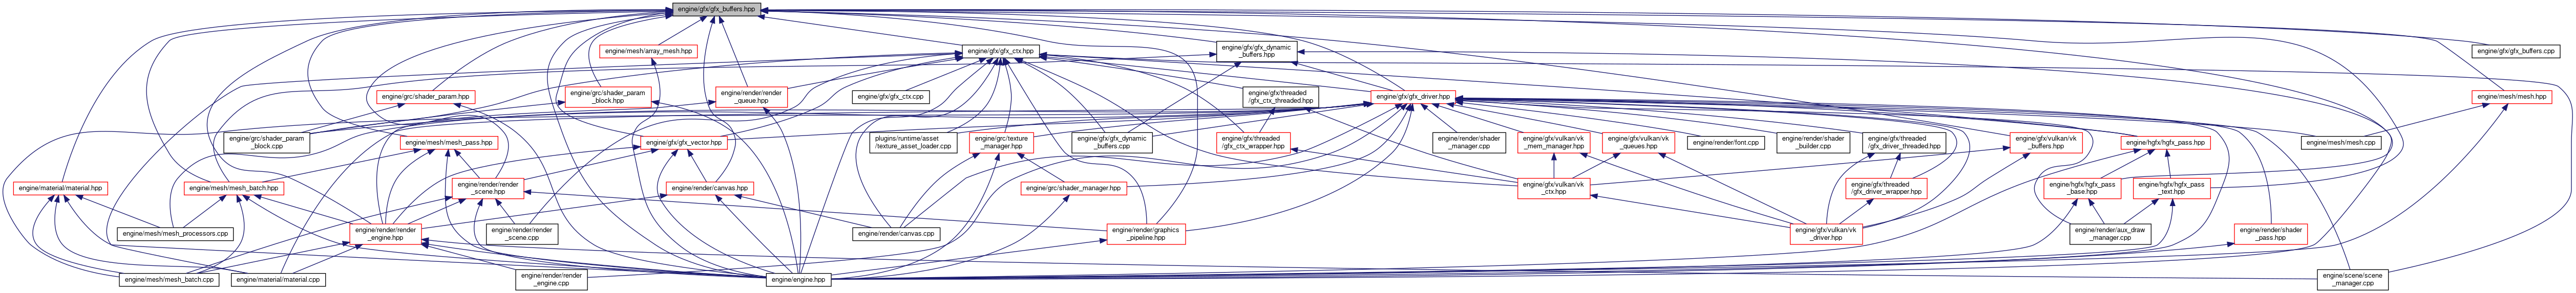 engine/gfx/gfx_buffers.hpp
engine/mesh/array_mesh.hpp
engine/gfx/gfx_ctx.hpp
engine/gfx/gfx_dynamic
_buffers.hpp
engine/gfx/gfx_buffers.cpp
engine/grc/shader_param.hpp
engine/grc/shader_param
_block.hpp
engine/render/render
_queue.hpp
engine/gfx/gfx_ctx.cpp
engine/gfx/threaded
/gfx_ctx_threaded.hpp
engine/gfx/gfx_driver.hpp
engine/mesh/mesh.hpp
engine/grc/shader_param
_block.cpp
engine/mesh/mesh_pass.hpp
engine/gfx/gfx_vector.hpp
plugins/runtime/asset
/texture_asset_loader.cpp
engine/grc/texture
_manager.hpp
engine/gfx/gfx_dynamic
_buffers.cpp
engine/gfx/threaded
/gfx_ctx_wrapper.hpp
engine/render/shader
_manager.cpp
engine/gfx/vulkan/vk
_mem_manager.hpp
engine/gfx/vulkan/vk
_queues.hpp
engine/render/font.cpp
engine/render/shader
_builder.cpp
engine/gfx/threaded
/gfx_driver_threaded.hpp
engine/gfx/vulkan/vk
_buffers.hpp
engine/hgfx/hgfx_pass.hpp
engine/mesh/mesh.cpp
engine/material/material.hpp
engine/mesh/mesh_batch.hpp
engine/render/render
_scene.hpp
engine/render/canvas.hpp
engine/grc/shader_manager.hpp
engine/gfx/vulkan/vk
_ctx.hpp
engine/gfx/threaded
/gfx_driver_wrapper.hpp
engine/hgfx/hgfx_pass
_base.hpp
engine/hgfx/hgfx_pass
_text.hpp
engine/mesh/mesh_processors.cpp
engine/render/render
_engine.hpp
engine/render/render
_scene.cpp
engine/render/canvas.cpp
engine/render/graphics
_pipeline.hpp
engine/gfx/vulkan/vk
_driver.hpp
engine/render/aux_draw
_manager.cpp
engine/render/shader
_pass.hpp
engine/mesh/mesh_batch.cpp
engine/material/material.cpp
engine/render/render
_engine.cpp
engine/engine.hpp
engine/scene/scene
_manager.cpp